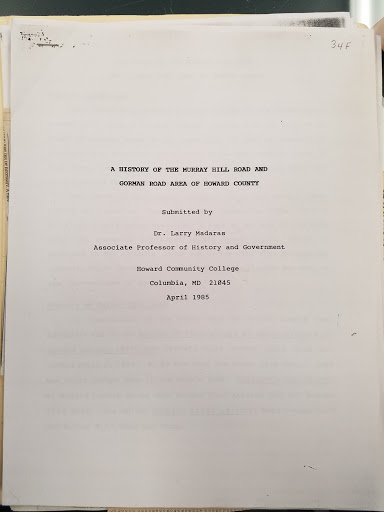 34F
A HISTORY OF THE MURRAY HILL ROAD AND
GORMAN ROAD AREA OF HOWARD COUNTY
Submitted by
Dr. Larry Madaras
Associate Professor of History and Government
Howard Community College
Columbia, MD 21045
April 1985